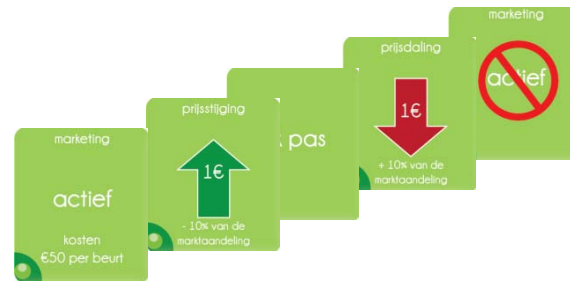 marketing
actief
kosten
€50 per beurt
prijsstijging
1€
- 10% van de
marktaandeling
pas
prijsdaling
1€
+ 10% van de
marktaandeling
marketing
actief